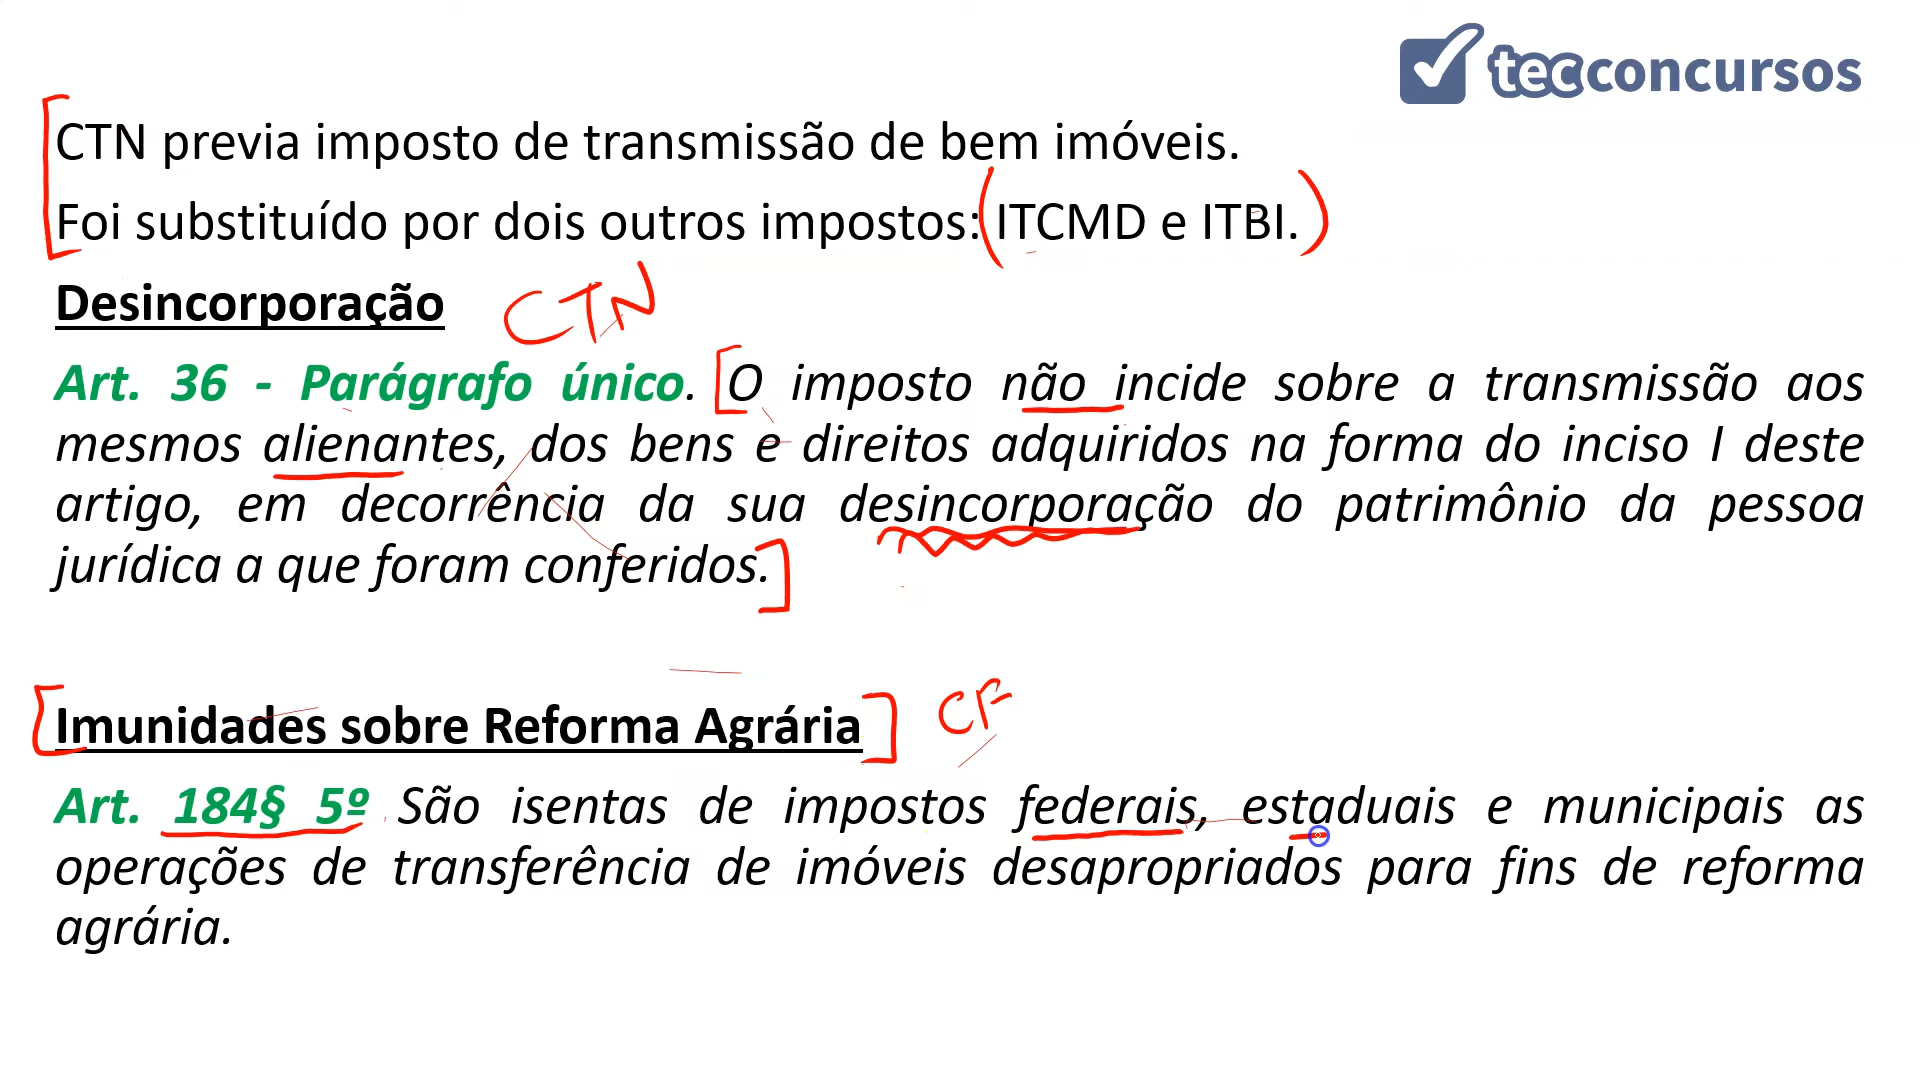 tecconcursos
CTN previa imposto de transmissão de bem imóveis.
Foi substituído por dois outros impostos: ITCMD e ITBI.
Desincorporação CTN
Art. 36 - Parágrafo único. O imposto não incide sobre a transmissão aos
mesmos alienantes, dos bens e direitos adquiridos na forma do inciso I deste
artigo, em decorrência da sua desincorporação do patrimônio da pessoa
jurídica a que foram conferidos.
Imunidades sobre Reforma Agrária CF
Art. 184§ 5º São isentas de impostos federais, estaduais e municipais as
operações de transferência de imóveis desapropriados para fins de reforma
agrária.